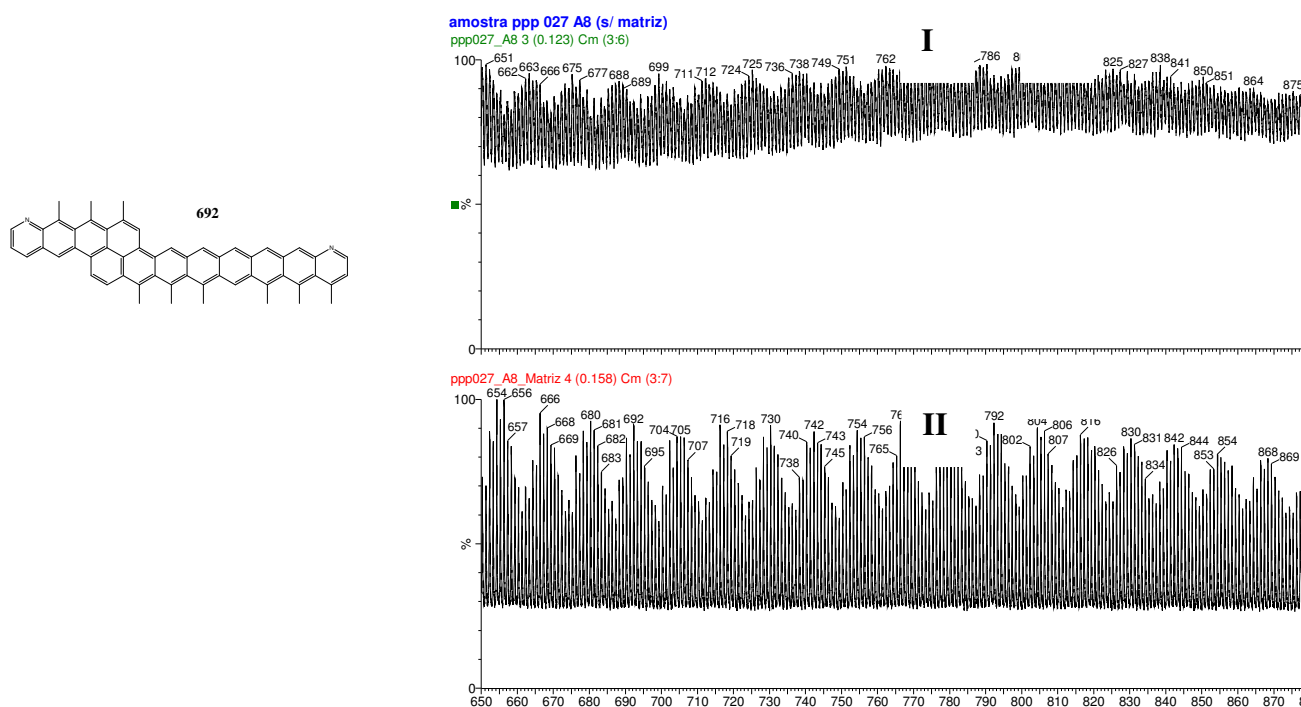 amostra ppp 027 A8 (s/ matriz)
ppp027_A8 3 (0.123) Cm (3:6)
I
100
%
0
651 662 663 666 675 677 688 689 699 711 712 724 725 736 738 749 751 762 786 8 825 827 838 841 850 851 864 875
692
N
N
ppp027_A8_Matriz 4 (0.158) Cm (3:7)
II
100
%
0
654 656 657 666 668 669 680 681 682 683 692 695 704 705 707 716 718 719 730 738 740 742 743 745 754 756 765 76 792 3 802 804 806 807 816 826 830 831 834 842 844 853 854 868 869
650 660 670 680 690 700 710 720 730 740 750 760 770 780 790 800 810 820 830 840 850 860 870 8